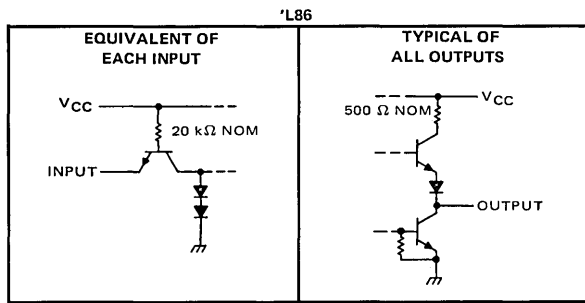 'L86
EQUIVALENT OF
EACH INPUT
VCC
20 kΩ NOM
INPUT
TYPICAL OF
ALL OUTPUTS
VCC
500 Ω NOM
OUTPUT